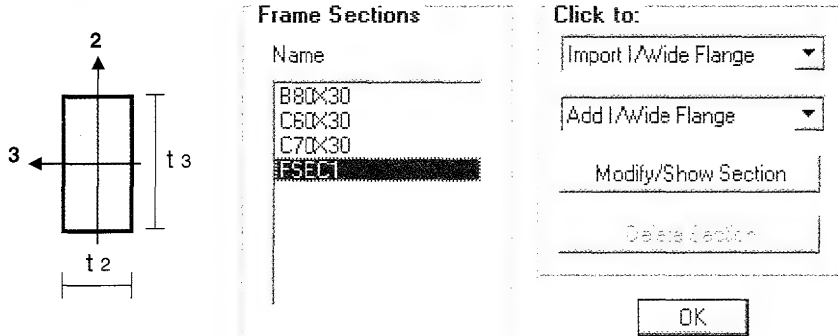 2
3
t 3
t 2
Frame Sections
Name
B80X30
C60X30
C70X30
FSECT
Click to:
Import I/Wide Flange
Add I/Wide Flange
Modify/Show Section
Delete Section
OK